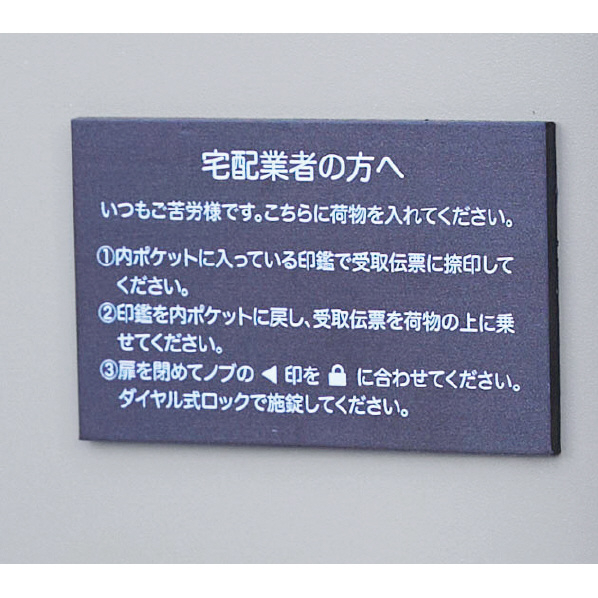 宅配業者の方へ
いつもご苦労様です。こちらに荷物を入れてください。
①内ポケットに入っている印鑑で受取伝票に捺印して
ください。
②印鑑を内ポケットに戻し、受取伝票を荷物の上に乗
せてください。
③扉を閉めてノブの ◀ 印を 🔒 に合わせてください。
ダイヤル式ロックで施錠してください。